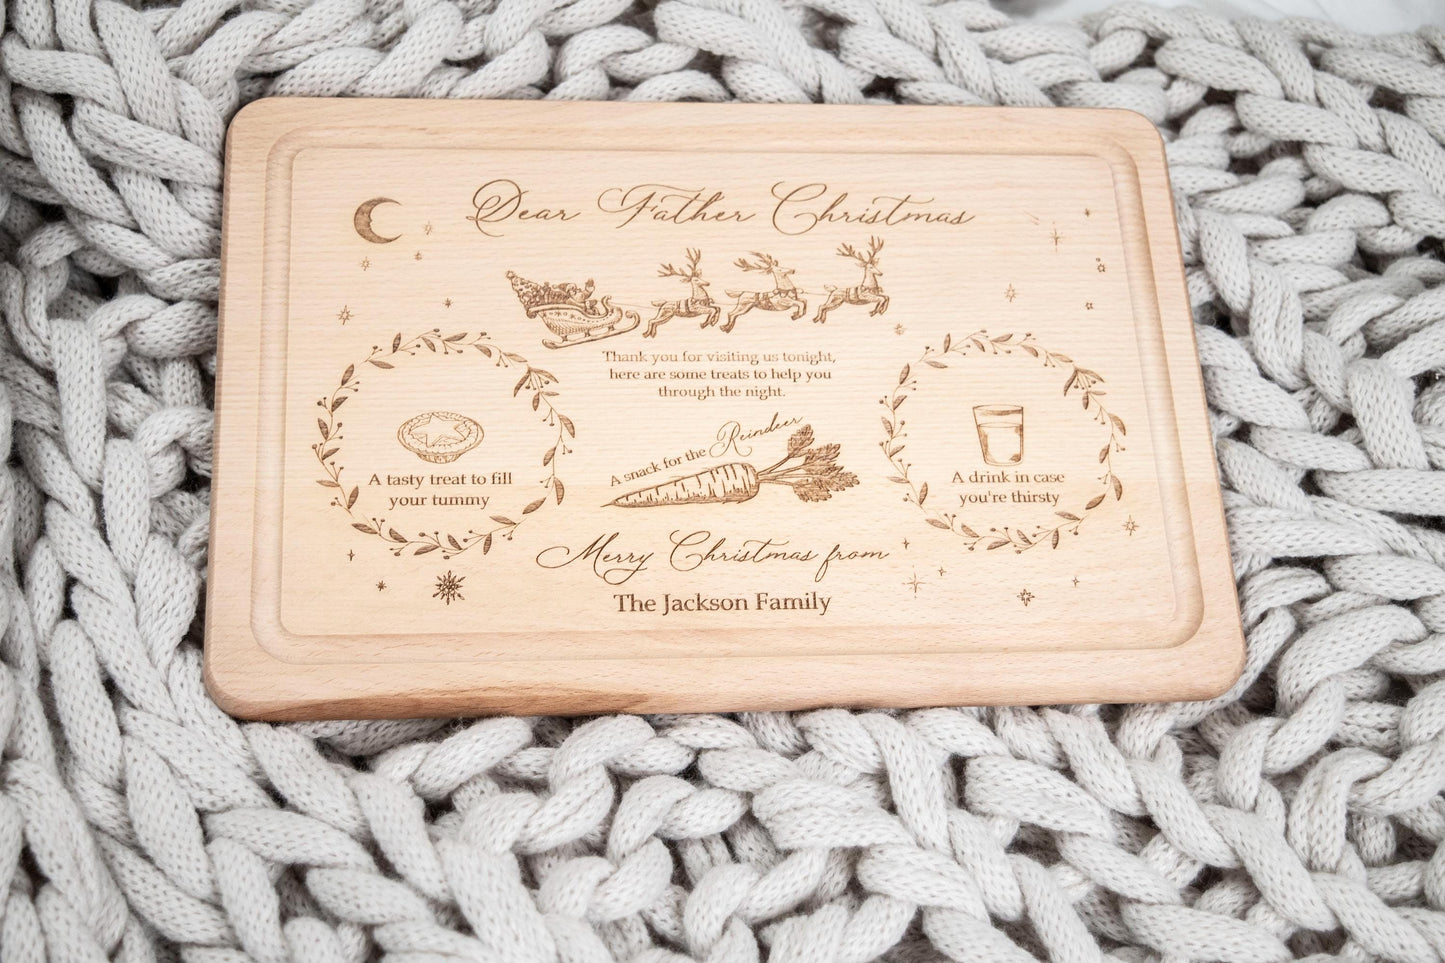 Dear Father Christmas
Thank you for visiting us tonight,
here are some treats to help you
through the night.
A snack for the Reindeer
A tasty treat to fill
your tummy
A drink in case
you're thirsty
Merry Christmas from
The Jackson Family